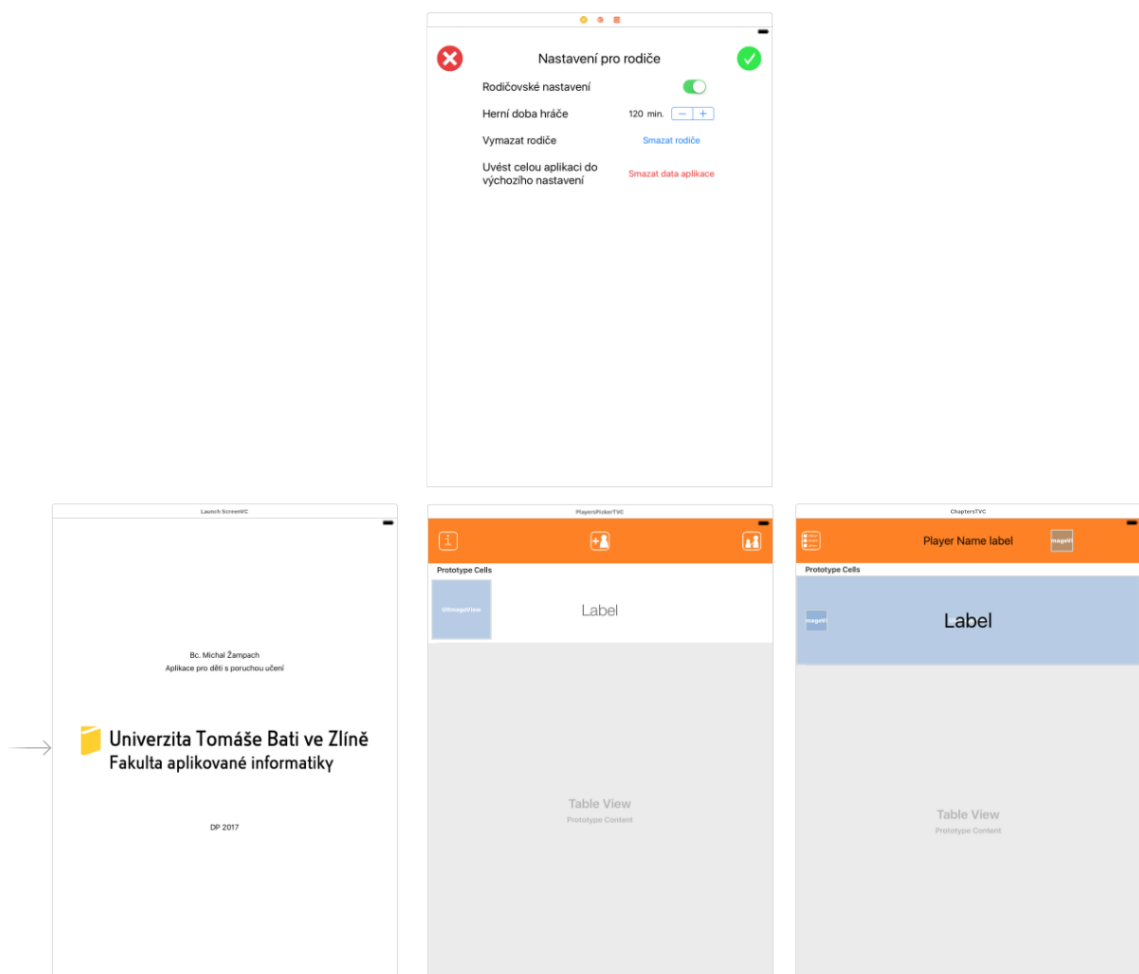 Nastavení pro rodiče
Rodičovské nastavení
Herní doba hráče
120 min.
Vymazat rodiče
Smazat rodiče
Uvést celou aplikaci do
výchozího nastavení
Smazat data aplikace
Launch ScreenVC
Bc. Michal Žampach
Aplikace pro děti s poruchou učení
Univerzita Tomáše Bati ve Zlíně
Fakulta aplikované informatiky
DP 2017
PlayersPickerTVC
Prototype Cells
UIImageView
Label
Table View
Prototype Content
ChaptersTVC
Player Name label
mageVi
Prototype Cells
mageVi
Label
Table View
Prototype Content